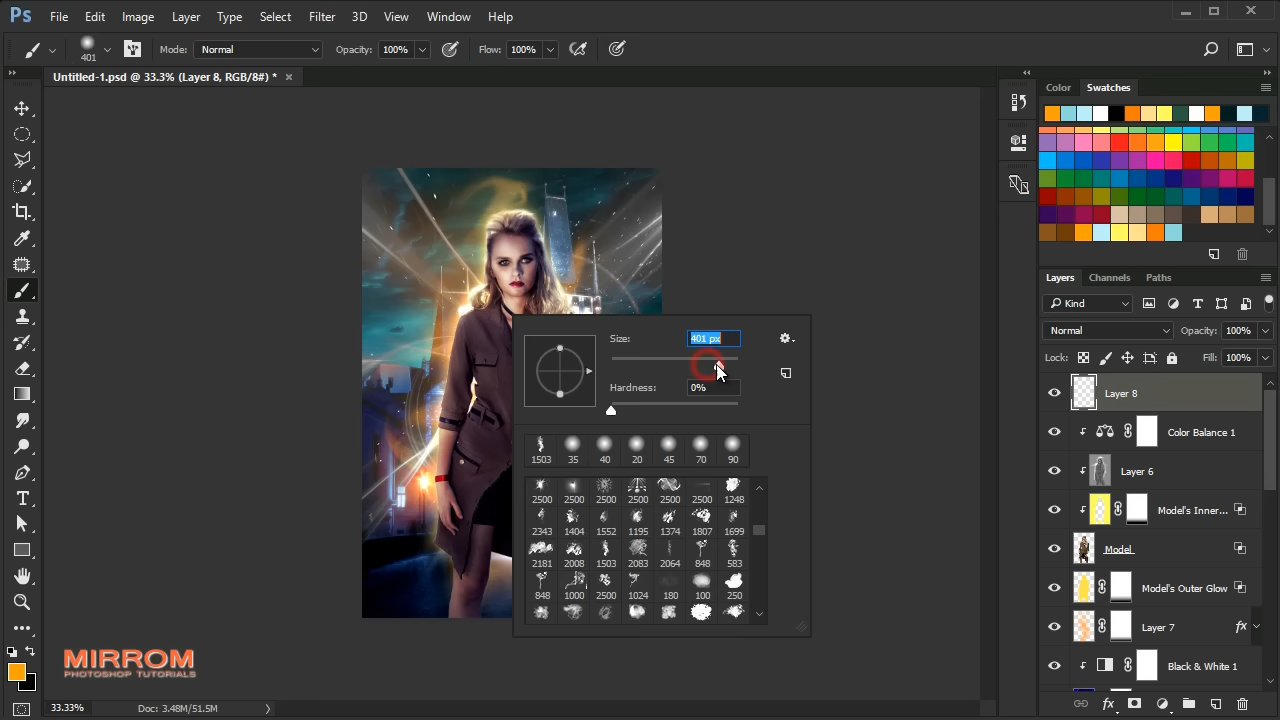 Ps File Edit Image Layer Type Select Filter 3D View Window Help
401 Mode: Normal Opacity: 100% Flow: 100%
Untitled-1.psd @ 33.3% (Layer 8, RGB/8#) * ×
Color Swatches
Layers Channels Paths
Kind
Normal Opacity: 100%
Lock: Fill: 100%
Layer 8
Color Balance 1
Layer 6
Model's Inner...
Model
Model's Outer Glow
Layer 7 fx
Black & White 1
fx
Size: 401 px
Hardness: 0%
1503 35 40 20 45 70 90
2500 2500 2500 2500 2500 2500 1248
2343 1404 1552 1195 1374 1807 1699
2181 2008 1503 2083 2064 848 583
848 1000 2500 1024 180 100 250
MIRROM
PHOTOSHOP TUTORIALS
33.33% Doc: 3.48M/51.5M